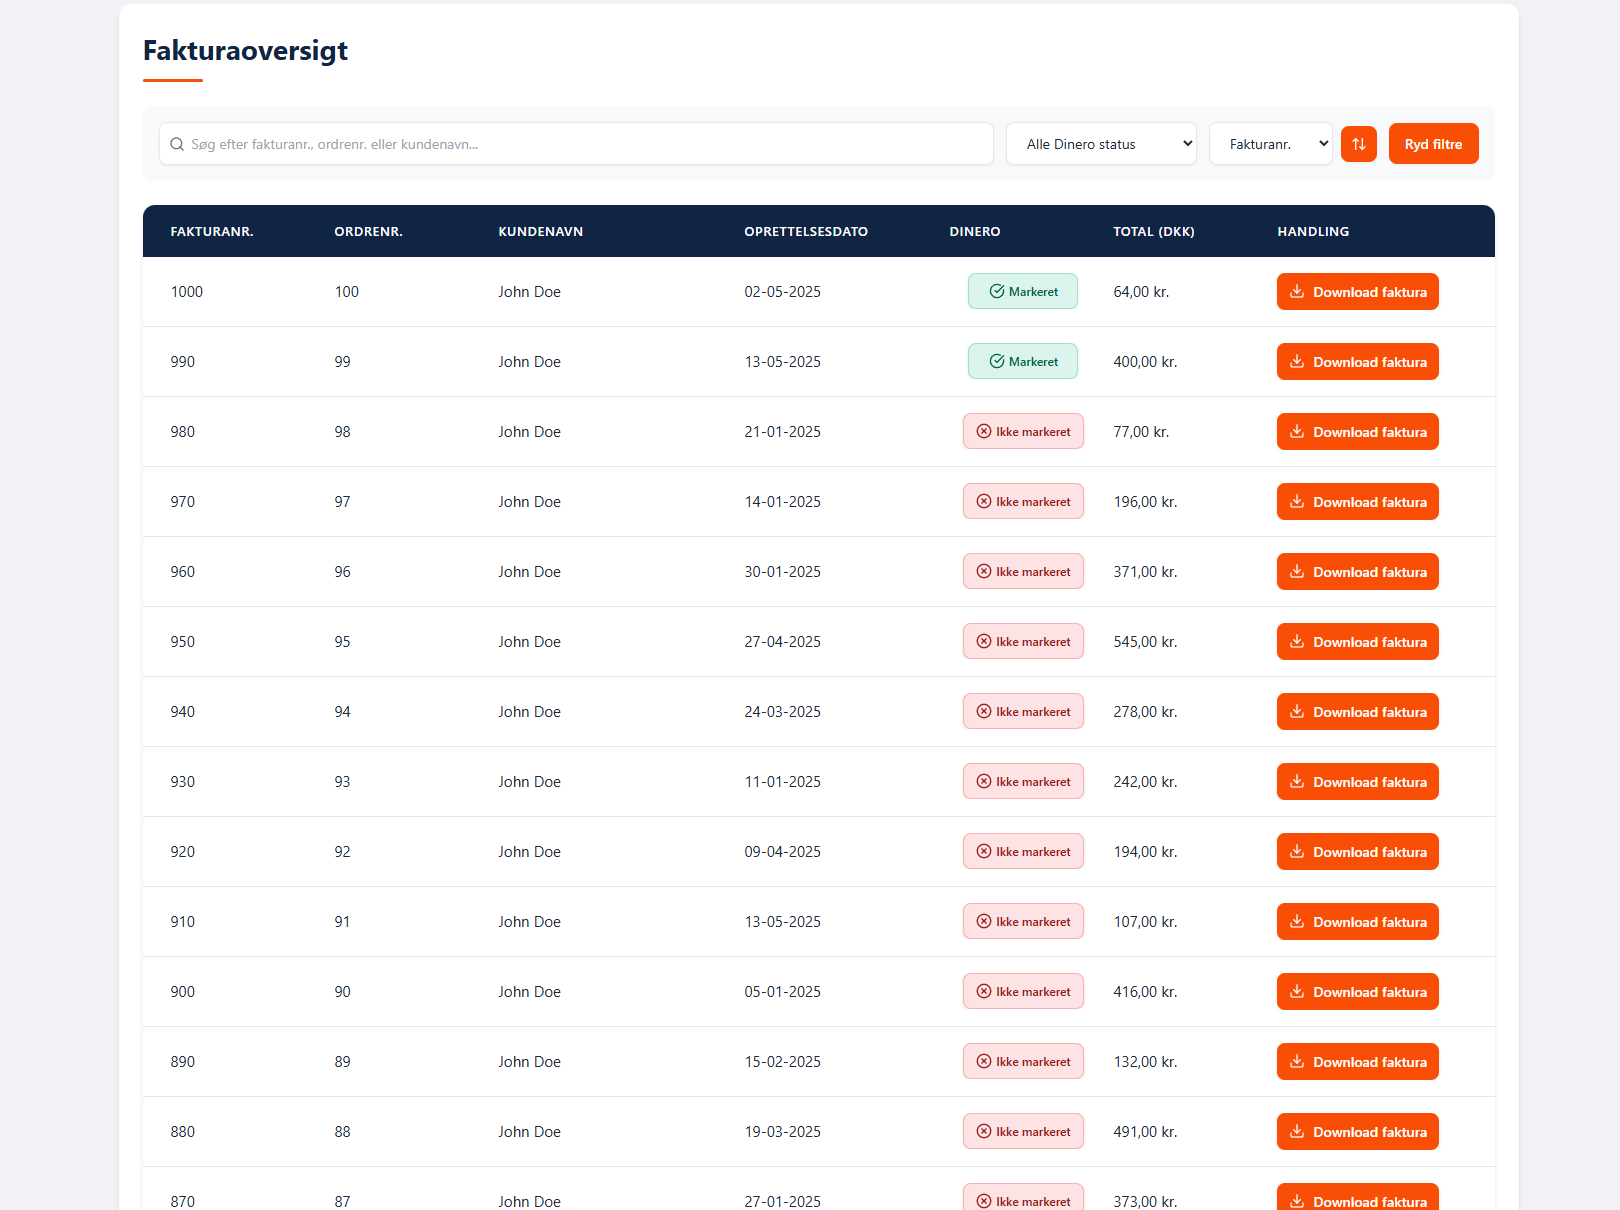 Fakturaoversigt
Søg efter fakturanr., ordrenr. eller kundenavn... Alle Dinero status Fakturanr. Ryd filtre
FAKTURANR. ORDRENR. KUNDENAVN OPRETTELSESDATO DINERO TOTAL (DKK) HANDLING
1000 100 John Doe 02-05-2025 Markeret 64,00 kr. Download faktura
990 99 John Doe 13-05-2025 Markeret 400,00 kr. Download faktura
980 98 John Doe 21-01-2025 Ikke markeret 77,00 kr. Download faktura
970 97 John Doe 14-01-2025 Ikke markeret 196,00 kr. Download faktura
960 96 John Doe 30-01-2025 Ikke markeret 371,00 kr. Download faktura
950 95 John Doe 27-04-2025 Ikke markeret 545,00 kr. Download faktura
940 94 John Doe 24-03-2025 Ikke markeret 278,00 kr. Download faktura
930 93 John Doe 11-01-2025 Ikke markeret 242,00 kr. Download faktura
920 92 John Doe 09-04-2025 Ikke markeret 194,00 kr. Download faktura
910 91 John Doe 13-05-2025 Ikke markeret 107,00 kr. Download faktura
900 90 John Doe 05-01-2025 Ikke markeret 416,00 kr. Download faktura
890 89 John Doe 15-02-2025 Ikke markeret 132,00 kr. Download faktura
880 88 John Doe 19-03-2025 Ikke markeret 491,00 kr. Download faktura
870 87 John Doe 27-01-2025 Ikke markeret 373,00 kr. Download faktura